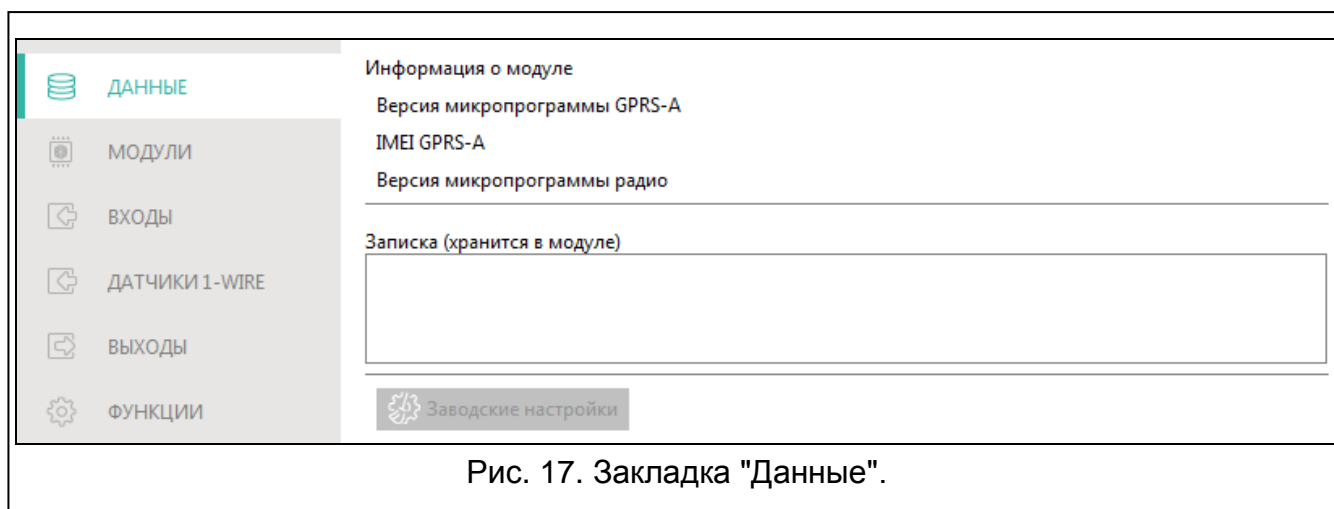 ДАННЫЕ
МОДУЛИ
ВХОДЫ
ДАТЧИКИ 1-WIRE
ВЫХОДЫ
ФУНКЦИИ
Информация о модуле
Версия микропрограммы GPRS-A
IMEI GPRS-A
Версия микропрограммы радио
Записка (хранится в модуле)
Заводские настройки
Рис. 17. Закладка "Данные".